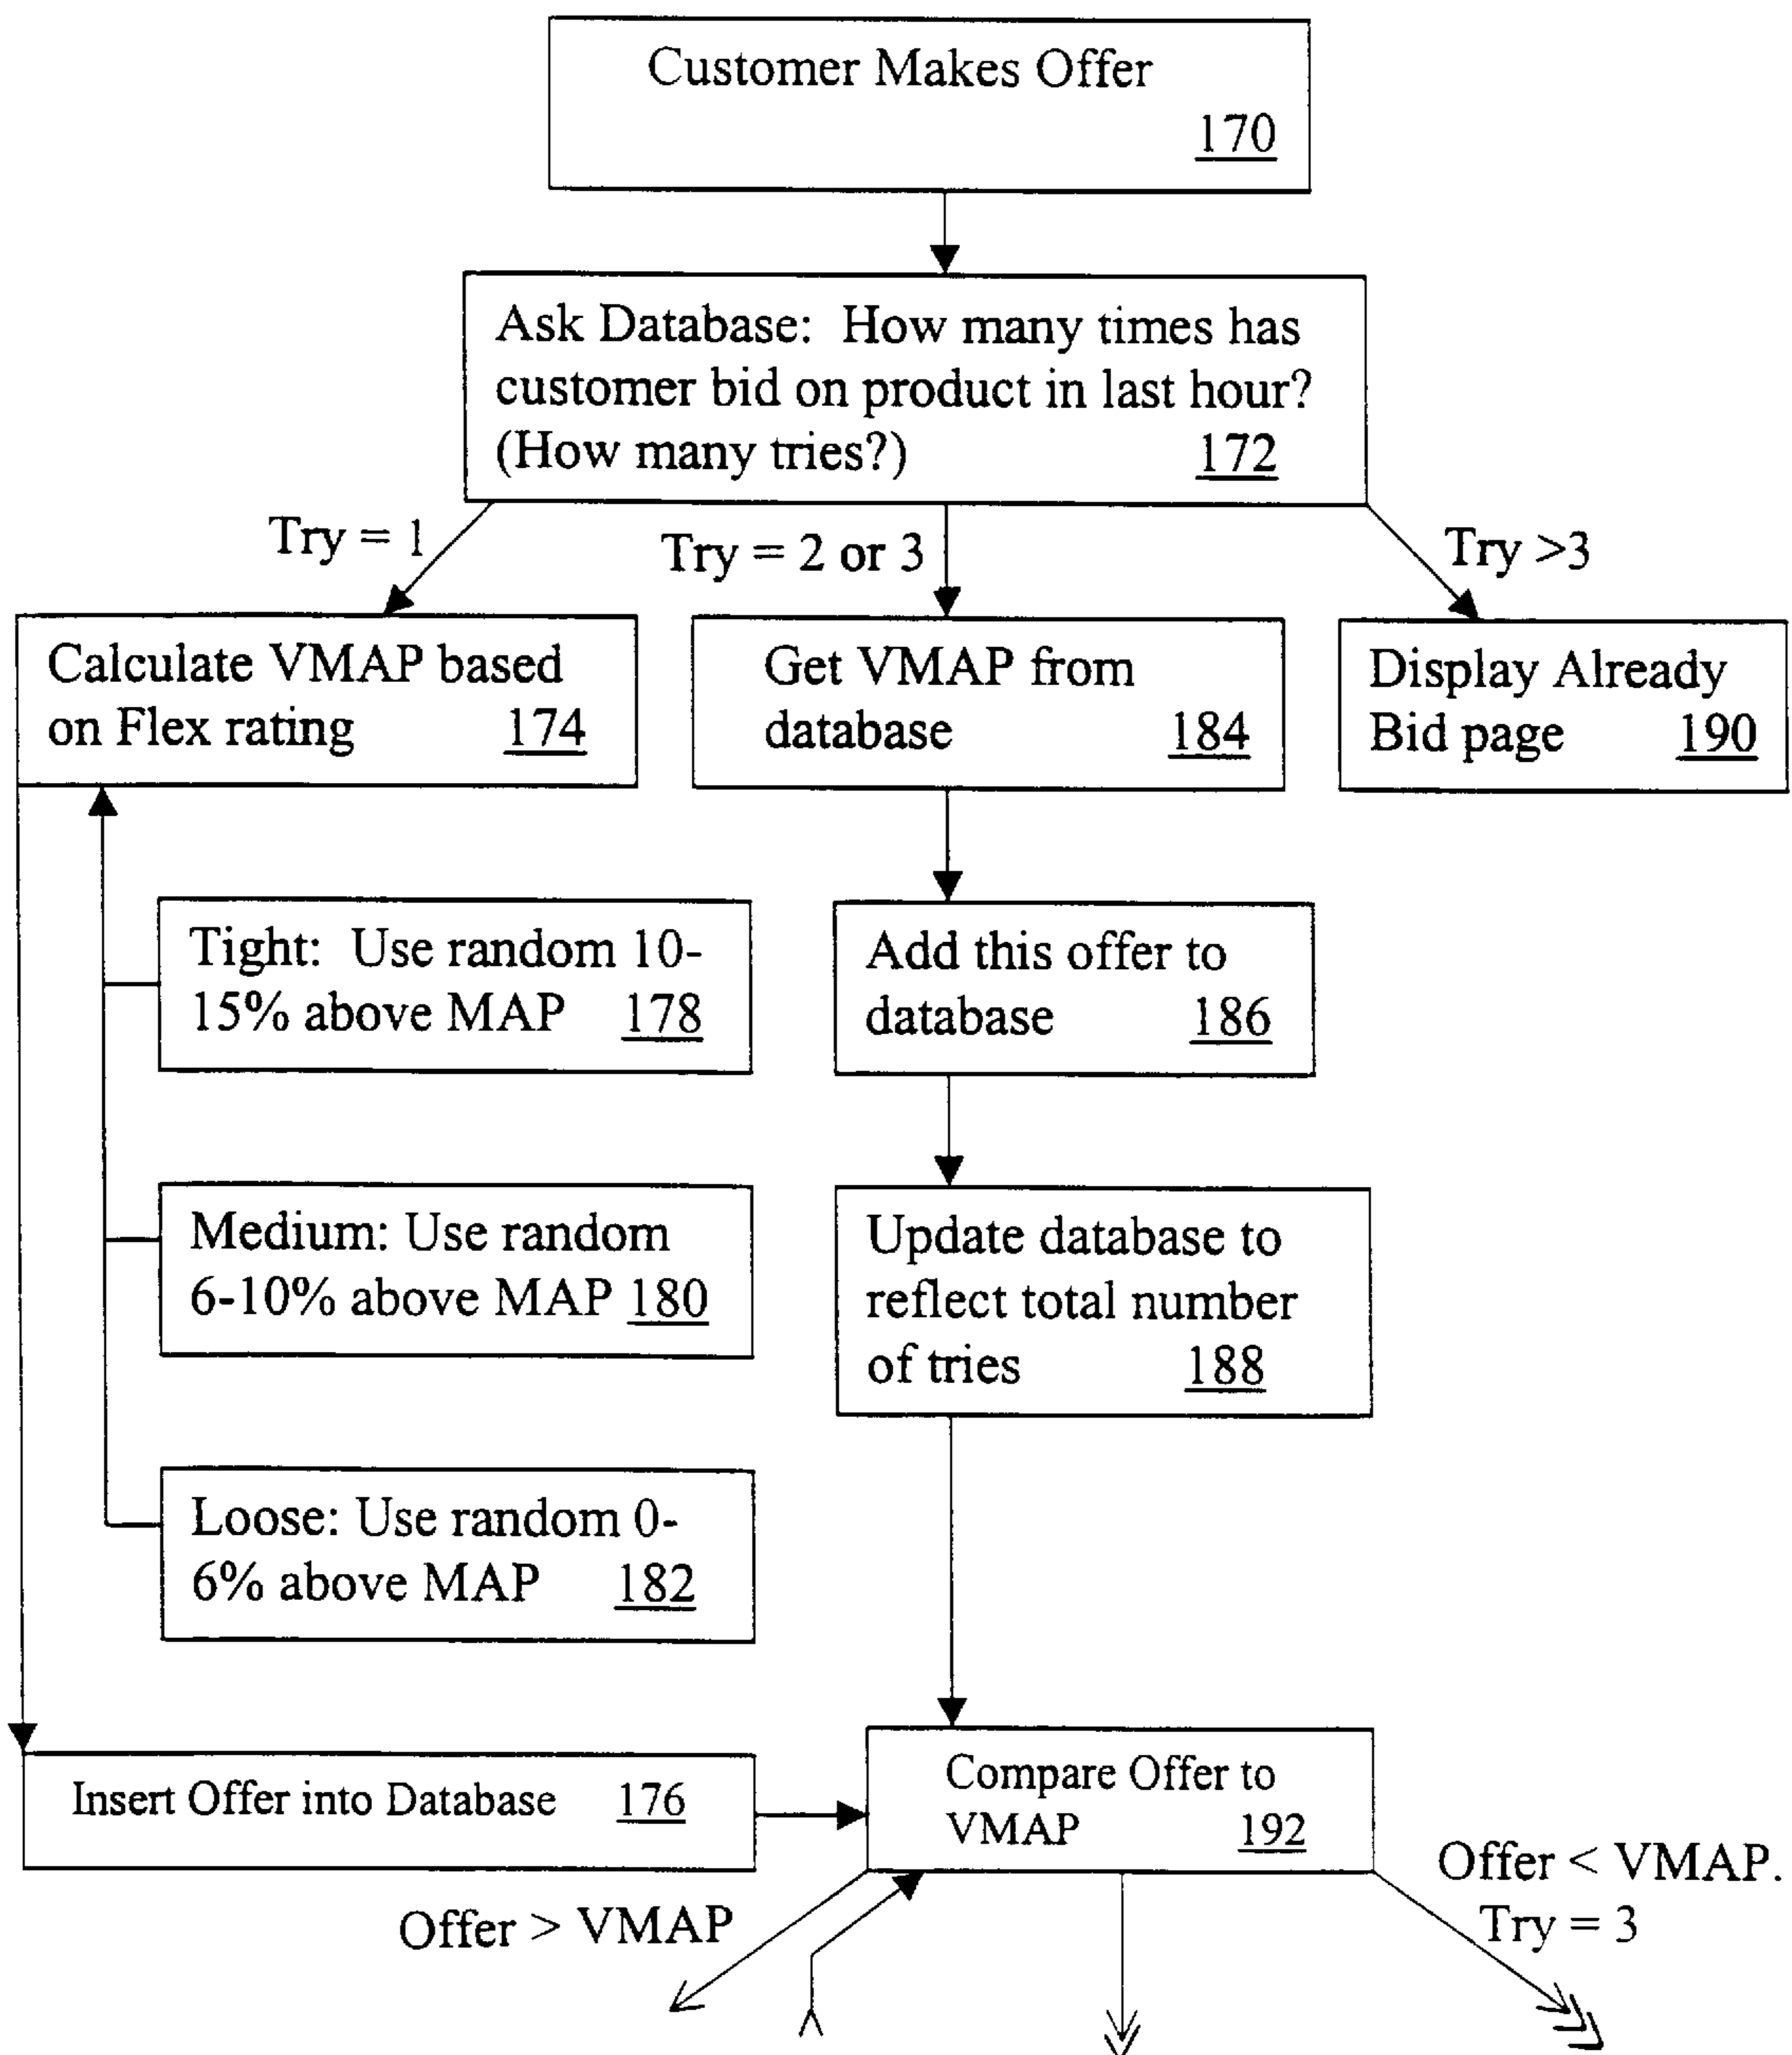 Customer Makes Offer
170
Ask Database: How many times has
customer bid on product in last hour?
(How many tries?) 172
Try = 1
Try = 2 or 3
Try >3
Calculate VMAP based
on Flex rating 174
Get VMAP from
database 184
Display Already
Bid page 190
Tight: Use random 10-
15% above MAP 178
Add this offer to
database 186
Medium: Use random
6-10% above MAP 180
Update database to
reflect total number
of tries 188
Loose: Use random 0-
6% above MAP 182
Insert Offer into Database 176
Compare Offer to
VMAP 192
Offer > VMAP
Offer < VMAP.
Try = 3